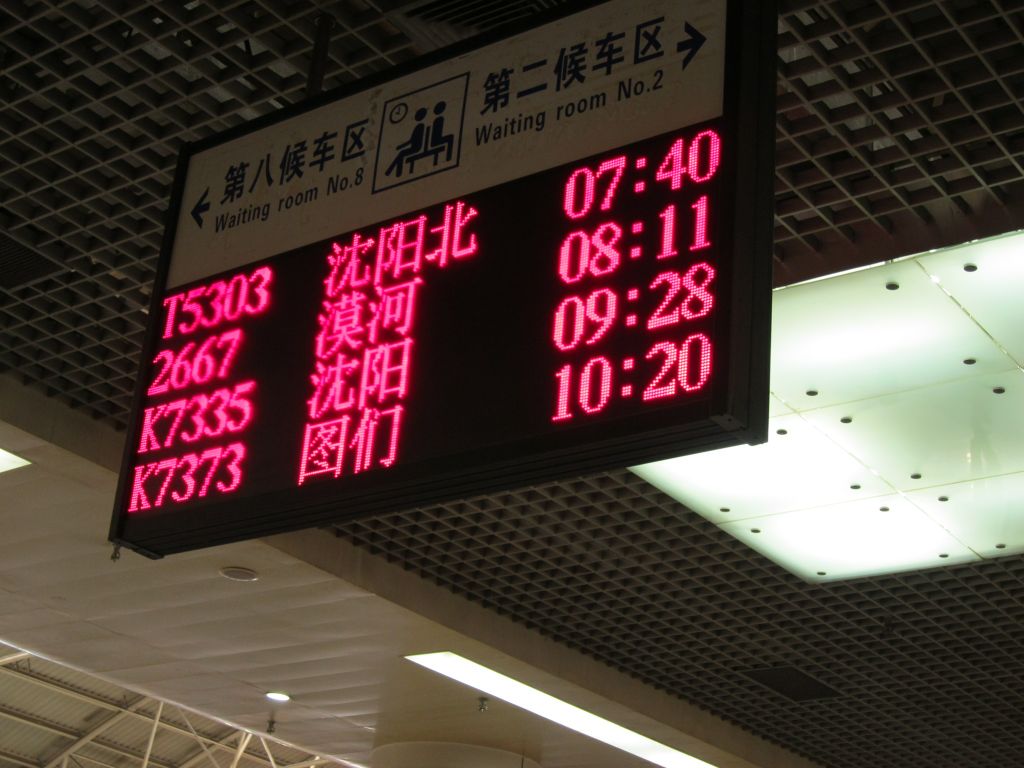 第八候车区
Waiting room No.8
第二候车区
Waiting room No.2
T5303 沈阳北 07:40
2667 漠河 08:11
K7335 沈阳 09:28
K7373 图们 10:20